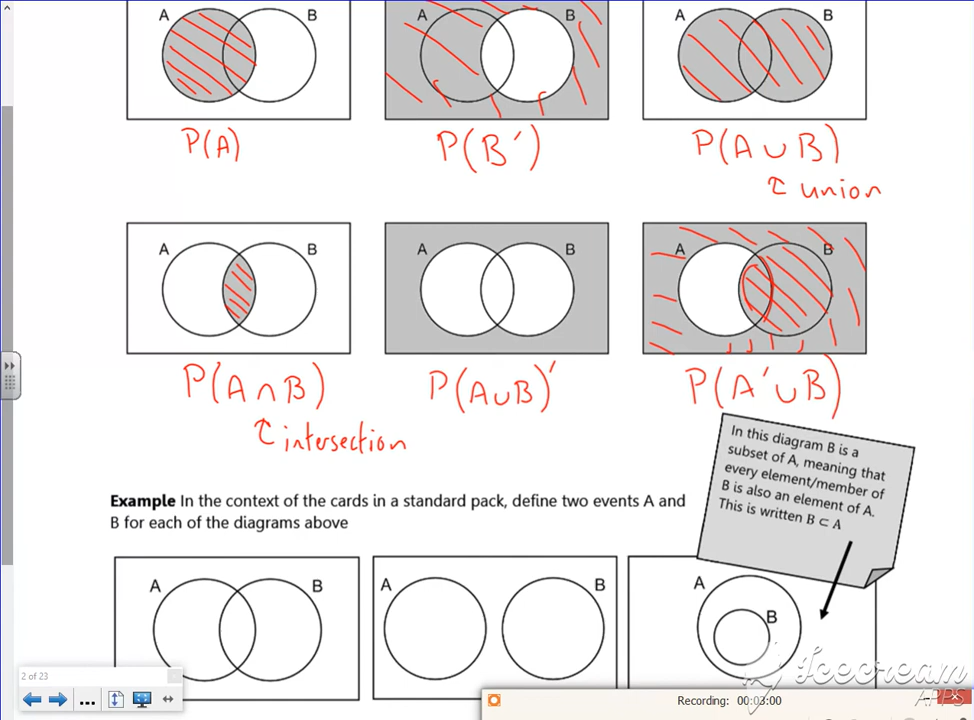 A B
A B
A B
P(A)
P(B′)
P(A∪B)
union
A B
A B
A B
P(A∩B)
P(A∪B)′
P(A′∪B)
intersection
In this diagram B is a
subset of A, meaning that
every element/member of
B is also an element of A.
This is written B ⊂ A
Example In the context of the cards in a standard pack, define two events A and
B for each of the diagrams above
A B
A B
A B
2 of 23
...
Recording: 00:03:00
Icecream
APPS